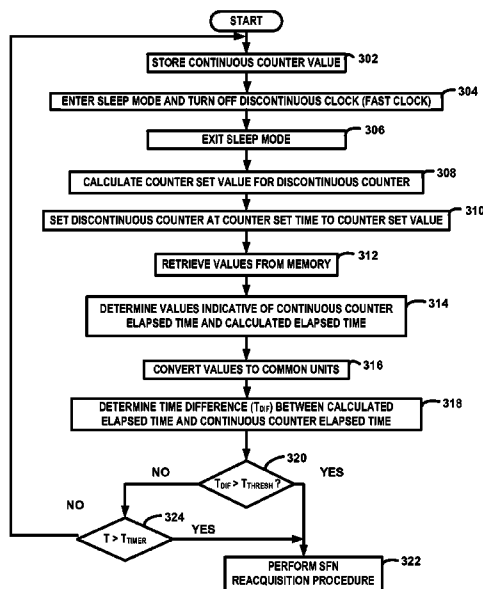 START
STORE CONTINUOUS COUNTER VALUE
302
ENTER SLEEP MODE AND TURN OFF DISCONTINUOUS CLOCK (FAST CLOCK)
304
EXIT SLEEP MODE
306
CALCULATE COUNTER SET VALUE FOR DISCONTINUOUS COUNTER
308
SET DISCONTINUOUS COUNTER AT COUNTER SET TIME TO COUNTER SET VALUE
310
RETRIEVE VALUES FROM MEMORY
312
DETERMINE VALUES INDICATIVE OF CONTINUOUS COUNTER
ELAPSED TIME AND CALCULATED ELAPSED TIME
314
CONVERT VALUES TO COMMON UNITS
316
DETERMINE TIME DIFFERENCE (TDIF) BETWEEN CALCULATED
ELAPSED TIME AND CONTINUOUS COUNTER ELAPSED TIME
318
320
NO
YES
TDIF > TTHRESH ?
NO
324
YES
T > TTIMER
PERFORM SFN
REACQUISITION PROCEDURE
322